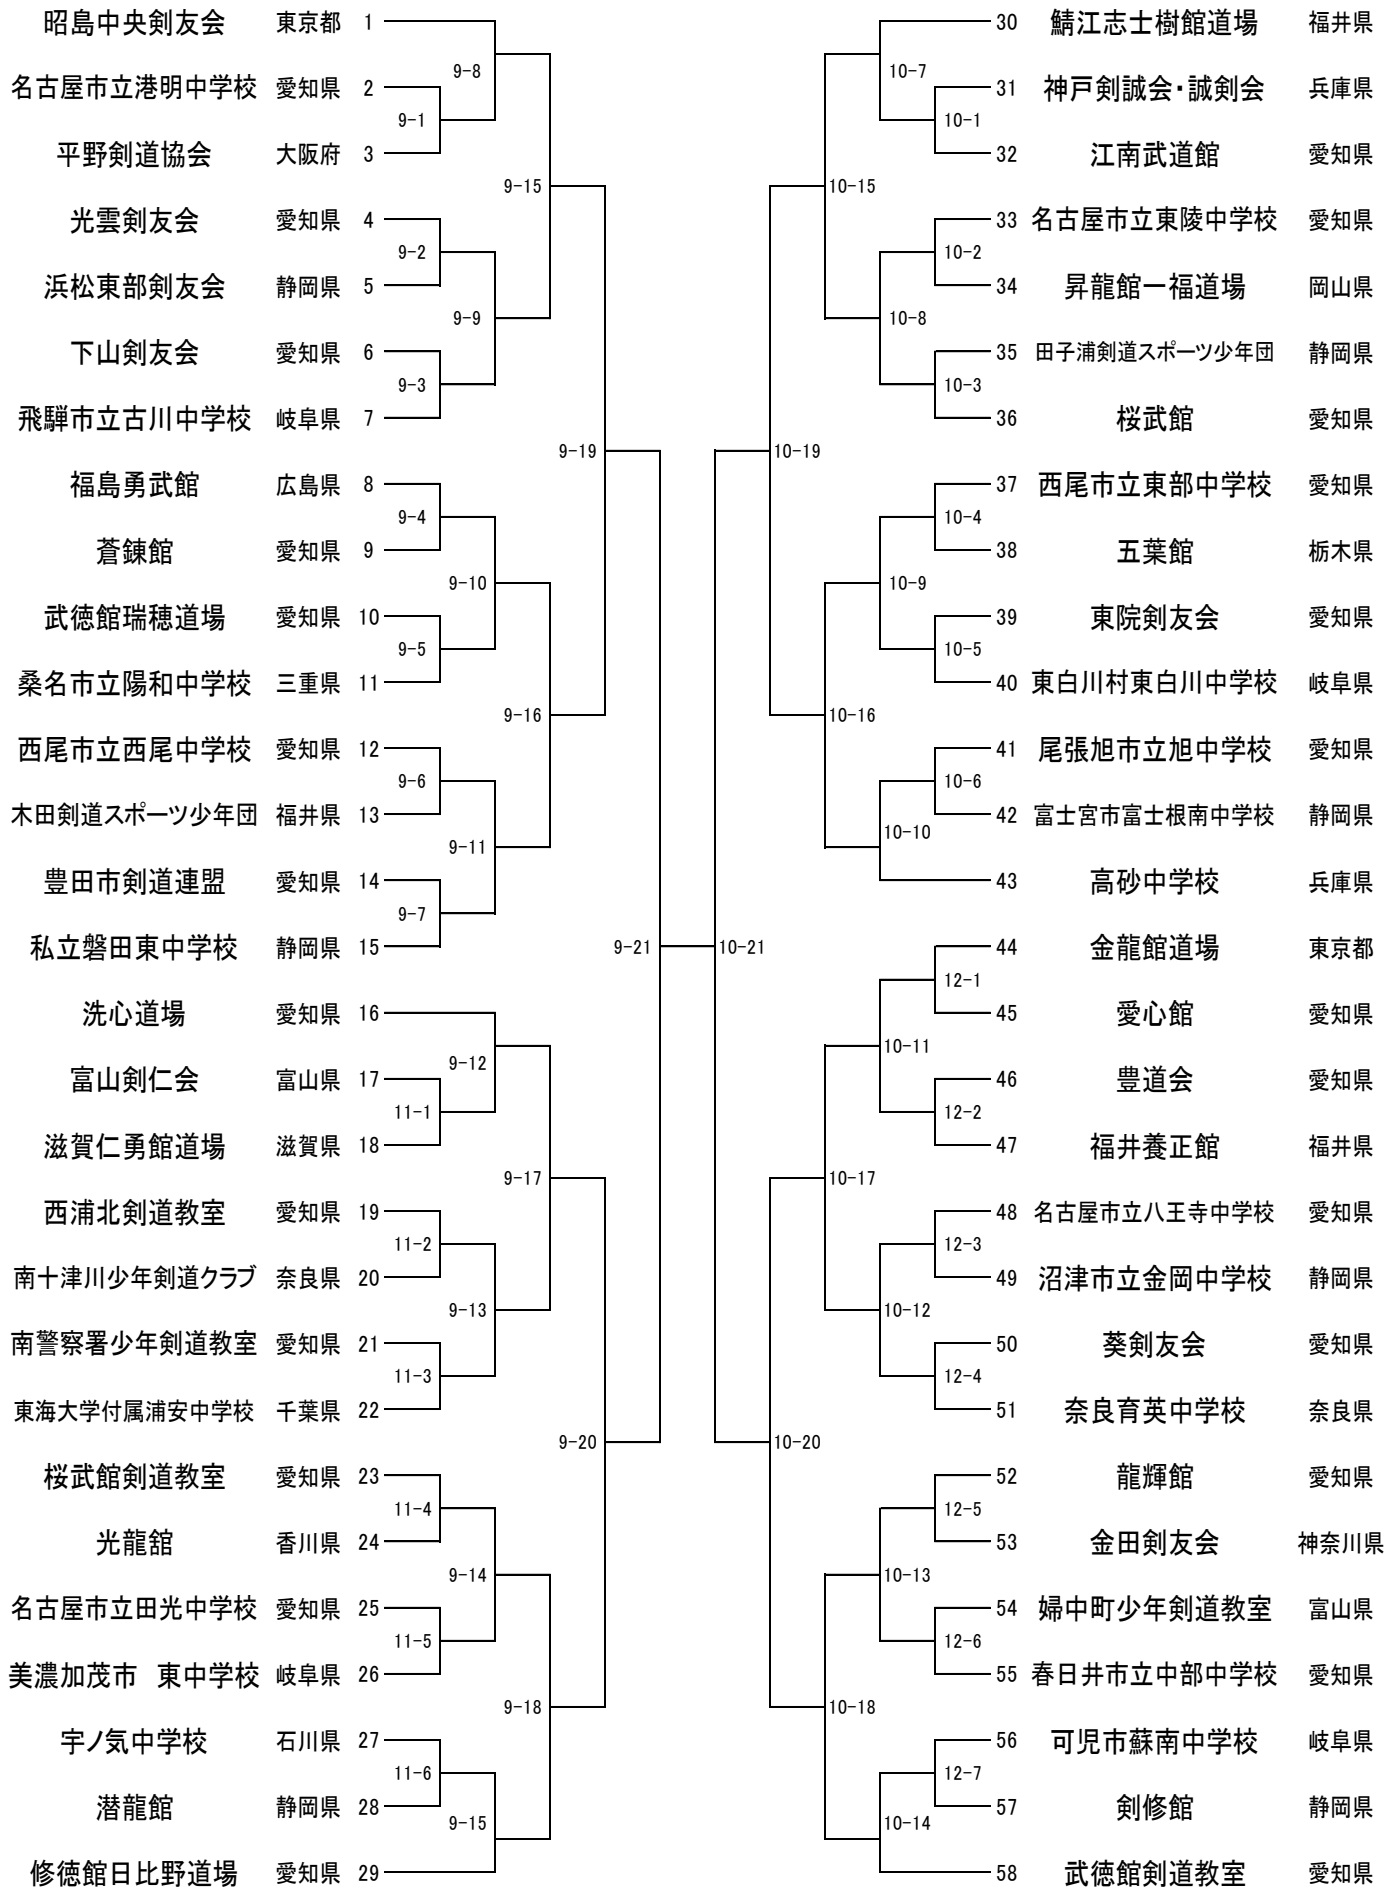 昭島中央剣友会 東京都 1
名古屋市立港明中学校 愛知県 2
平野剣道協会 大阪府 3
光雲剣友会 愛知県 4
浜松東部剣友会 静岡県 5
下山剣友会 愛知県 6
飛騨市立古川中学校 岐阜県 7
福島勇武館 広島県 8
蒼錬館 愛知県 9
武徳館瑞穂道場 愛知県 10
桑名市立陽和中学校 三重県 11
西尾市立西尾中学校 愛知県 12
木田剣道スポーツ少年団 福井県 13
豊田市剣道連盟 愛知県 14
私立磐田東中学校 静岡県 15
洗心道場 愛知県 16
富山剣仁会 富山県 17
滋賀仁勇館道場 滋賀県 18
西浦北剣道教室 愛知県 19
南十津川少年剣道クラブ 奈良県 20
南警察署少年剣道教室 愛知県 21
東海大学付属浦安中学校 千葉県 22
桜武館剣道教室 愛知県 23
光龍舘 香川県 24
名古屋市立田光中学校 愛知県 25
美濃加茂市 東中学校 岐阜県 26
宇ノ気中学校 石川県 27
潜龍館 静岡県 28
修徳館日比野道場 愛知県 29
9-1
9-2
9-3
9-4
9-5
9-6
9-7
11-1
11-2
11-3
11-4
11-5
11-6
9-8
9-9
9-10
9-11
9-12
9-13
9-14
9-15
9-15
9-16
9-17
9-18
9-19
9-20
9-21
10-21
10-19
10-20
10-15
10-16
10-17
10-18
10-7
10-8
10-9
10-10
10-11
10-12
10-13
10-14
10-1
10-2
10-3
10-4
10-5
10-6
12-1
12-2
12-3
12-4
12-5
12-6
12-7
30 鯖江志士樹館道場 福井県
31 神戸剣誠会・誠剣会 兵庫県
32 江南武道館 愛知県
33 名古屋市立東陵中学校 愛知県
34 昇龍館一福道場 岡山県
35 田子浦剣道スポーツ少年団 静岡県
36 桜武館 愛知県
37 西尾市立東部中学校 愛知県
38 五葉館 栃木県
39 東院剣友会 愛知県
40 東白川村東白川中学校 岐阜県
41 尾張旭市立旭中学校 愛知県
42 富士宮市富士根南中学校 静岡県
43 高砂中学校 兵庫県
44 金龍館道場 東京都
45 愛心館 愛知県
46 豊道会 愛知県
47 福井養正館 福井県
48 名古屋市立八王寺中学校 愛知県
49 沼津市立金岡中学校 静岡県
50 葵剣友会 愛知県
51 奈良育英中学校 奈良県
52 龍輝館 愛知県
53 金田剣友会 神奈川県
54 婦中町少年剣道教室 富山県
55 春日井市立中部中学校 愛知県
56 可児市蘇南中学校 岐阜県
57 剣修館 静岡県
58 武徳館剣道教室 愛知県